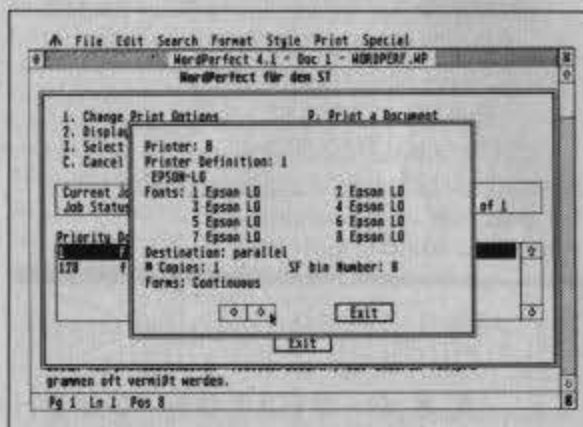 File Edit Search Format Style Print Special
WordPerfect 4.1 - Doc 1 - WORDPERF.WP
WordPerfect für dem ST
1. Change Print Options P. Print a Document
2. Display
3. Select
C. Cancel
Current Jo
Job Status of 1
Priority Do
1 f
128 f
Printer: 8
Printer Definition: 1
EPSON-LQ
Fonts: 1 Epson LQ 2 Epson LQ
3 Epson LQ 4 Epson LQ
5 Epson LQ 6 Epson LQ
7 Epson LQ 8 Epson LQ
Destination: parallel
# Copies: 1 SF bin Number: 8
Forms: Continuous
Exit
Exit
grammen oft vermißt werden.
Pg 1 Ln 1 Pos 8